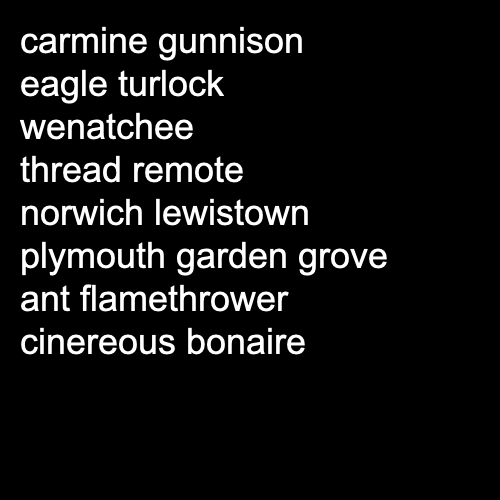 carmine gunnison
eagle turlock
wenatchee
thread remote
norwich lewistown
plymouth garden grove
ant flamethrower
cinereous bonaire